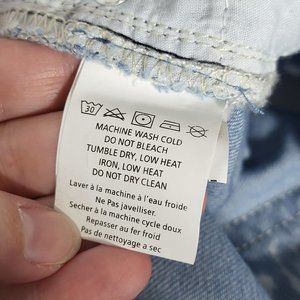 30
MACHINE WASH COLD
DO NOT BLEACH
TUMBLE DRY, LOW HEAT
IRON, LOW HEAT
DO NOT DRY CLEAN
Laver à la machine à l'eau froide
Ne Pas javelliser.
Secher à la machine cycle doux
Repasser au fer froid
Pas de nettoyage a sec